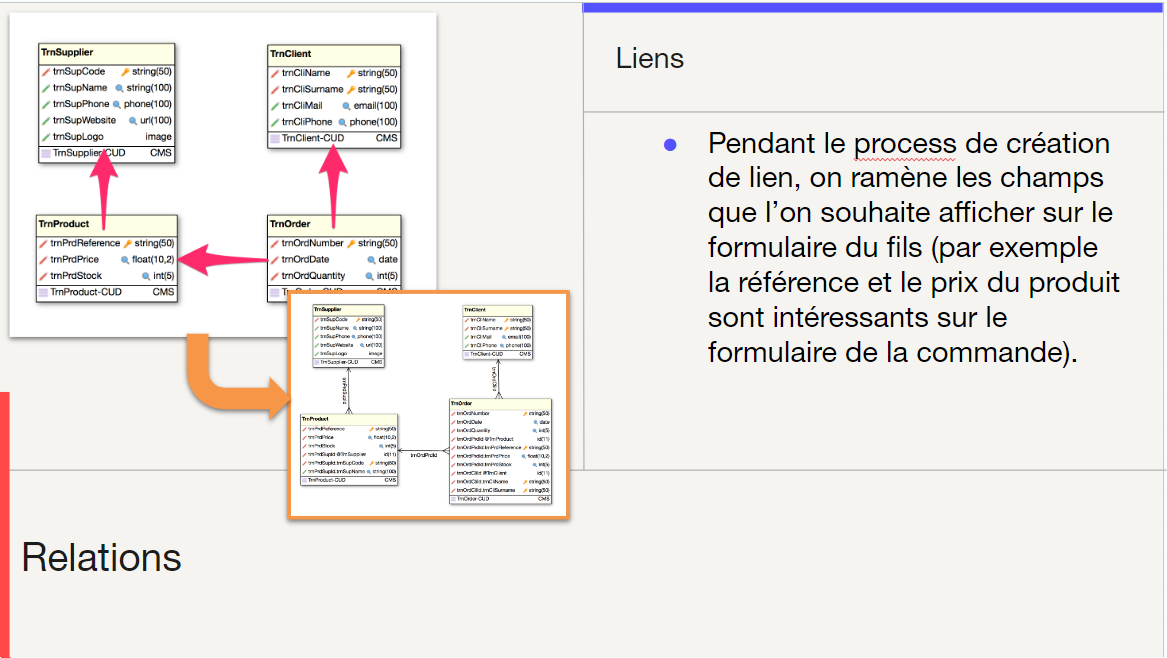 TrnSupplier
trnSupCode string(50)
trnSupName string(100)
trnSupPhone phone(100)
trnSupWebsite url(100)
trnSupLogo image
TrnSupplier-CUD CMS
TrnClient
trnCliName string(50)
trnCliSurname string(50)
trnCliMail email(100)
trnCliPhone phone(100)
TrnClient-CUD CMS
TrnProduct
trnPrdReference string(50)
trnPrdPrice float(10,2)
trnPrdStock int(5)
TrnProduct-CUD CMS
TrnOrder
trnOrdNumber string(50)
trnOrdDate date
trnOrdQuantity int(5)
TrnSupplier
trnSupCode string(50)
trnSupName string(100)
trnSupPhone phone(100)
trnSupWebsite url(100)
trnSupLogo image
TrnSupplier-CUD CMS
TrnClient
trnCliName string(50)
trnCliSurname string(50)
trnCliMail email(100)
trnCliPhone phone(100)
TrnClient-CUD CMS
trnPrdSupId
trnOrdCliId
TrnProduct
trnPrdReference string(50)
trnPrdPrice float(10,2)
trnPrdStock int(5)
trnPrdSupId @TrnSupplier id(11)
trnPrdSupId.trnSupCode string(50)
trnPrdSupId.trnSupName string(100)
TrnProduct-CUD CMS
trnOrdPrdId
TrnOrder
trnOrdNumber string(50)
trnOrdDate date
trnOrdQuantity int(5)
trnOrdPrdId @TrnProduct id(11)
trnOrdPrdId.trnPrdReference string(50)
trnOrdPrdId.trnPrdPrice float(10,2)
trnOrdPrdId.trnPrdStock int(5)
trnOrdCliId @TrnClient id(11)
trnOrdCliId.trnCliName string(50)
trnOrdCliId.trnCliSurname string(50)
TrnOrder-CUD CMS
Liens
Pendant le process de création
de lien, on ramène les champs
que l’on souhaite afficher sur le
formulaire du fils (par exemple
la référence et le prix du produit
sont intéressants sur le
formulaire de la commande).
Relations